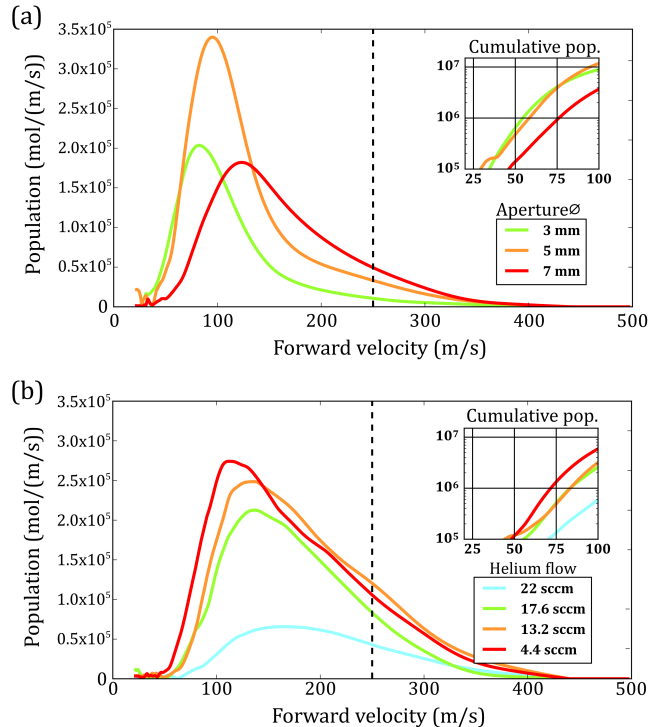 (a)
3.5x10⁵
3.0x10⁵
2.5x10⁵
2.0x10⁵
1.5x10⁵
1.0x10⁵
0.5x10⁵
0
Population (mol/(m/s))
0 100 200 300 400 500
Forward velocity (m/s)
Cumulative pop.
10⁷
10⁶
10⁵
25 50 75 100
Aperture∅
3 mm
5 mm
7 mm
(b)
3.5x10⁵
3.0x10⁵
2.5x10⁵
2.0x10⁵
1.5x10⁵
1.0x10⁵
0.5x10⁵
0
Population (mol/(m/s))
0 100 200 300 400 500
Forward velocity (m/s)
Cumulative pop.
10⁷
10⁶
10⁵
25 50 75 100
Helium flow
22 sccm
17.6 sccm
13.2 sccm
4.4 sccm